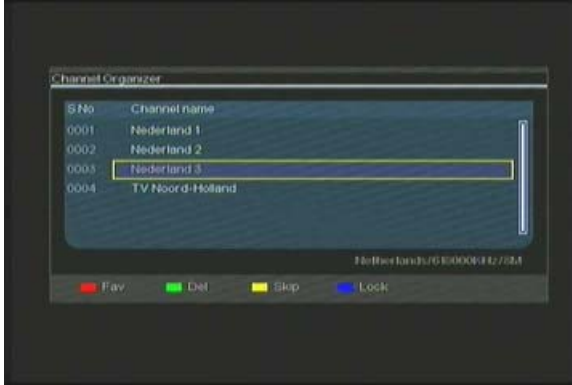 Channel Organizer
S.No Channel name
0001 Nederland 1
0002 Nederland 2
0003 Nederland 3
0004 TV Noord-Holland
Netherlands/618000KHz/8M
Fav Del Skip Lock